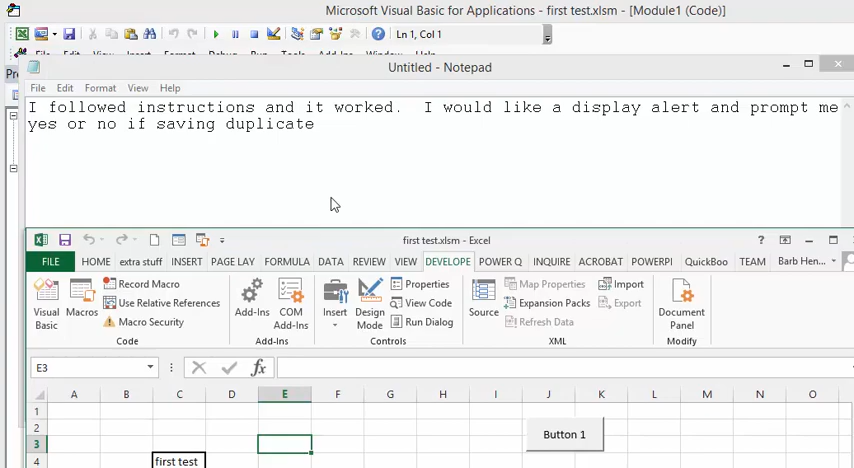 Microsoft Visual Basic for Applications - first test.xlsm - [Module1 (Code)]
Ln 1, Col 1
Untitled - Notepad
File Edit Format View Help
I followed instructions and it worked. I would like a display alert and prompt me
yes or no if saving duplicate
first test.xlsm - Excel
FILE HOME extra stuff INSERT PAGE LAY FORMULA DATA REVIEW VIEW DEVELOPE POWER Q INQUIRE ACROBAT POWERPI QuickBoo TEAM Barb Hen...
Visual Basic
Macros
Record Macro
Use Relative References
Macro Security
Code
Add-Ins
COM Add-Ins
Add-Ins
Insert
Design Mode
Properties
View Code
Run Dialog
Controls
Source
Map Properties
Expansion Packs
Refresh Data
Import
Export
XML
Document Panel
Modify
E3
fx
A B C D E F G H I J K L M N O
1
2
3
4
Button 1
first test